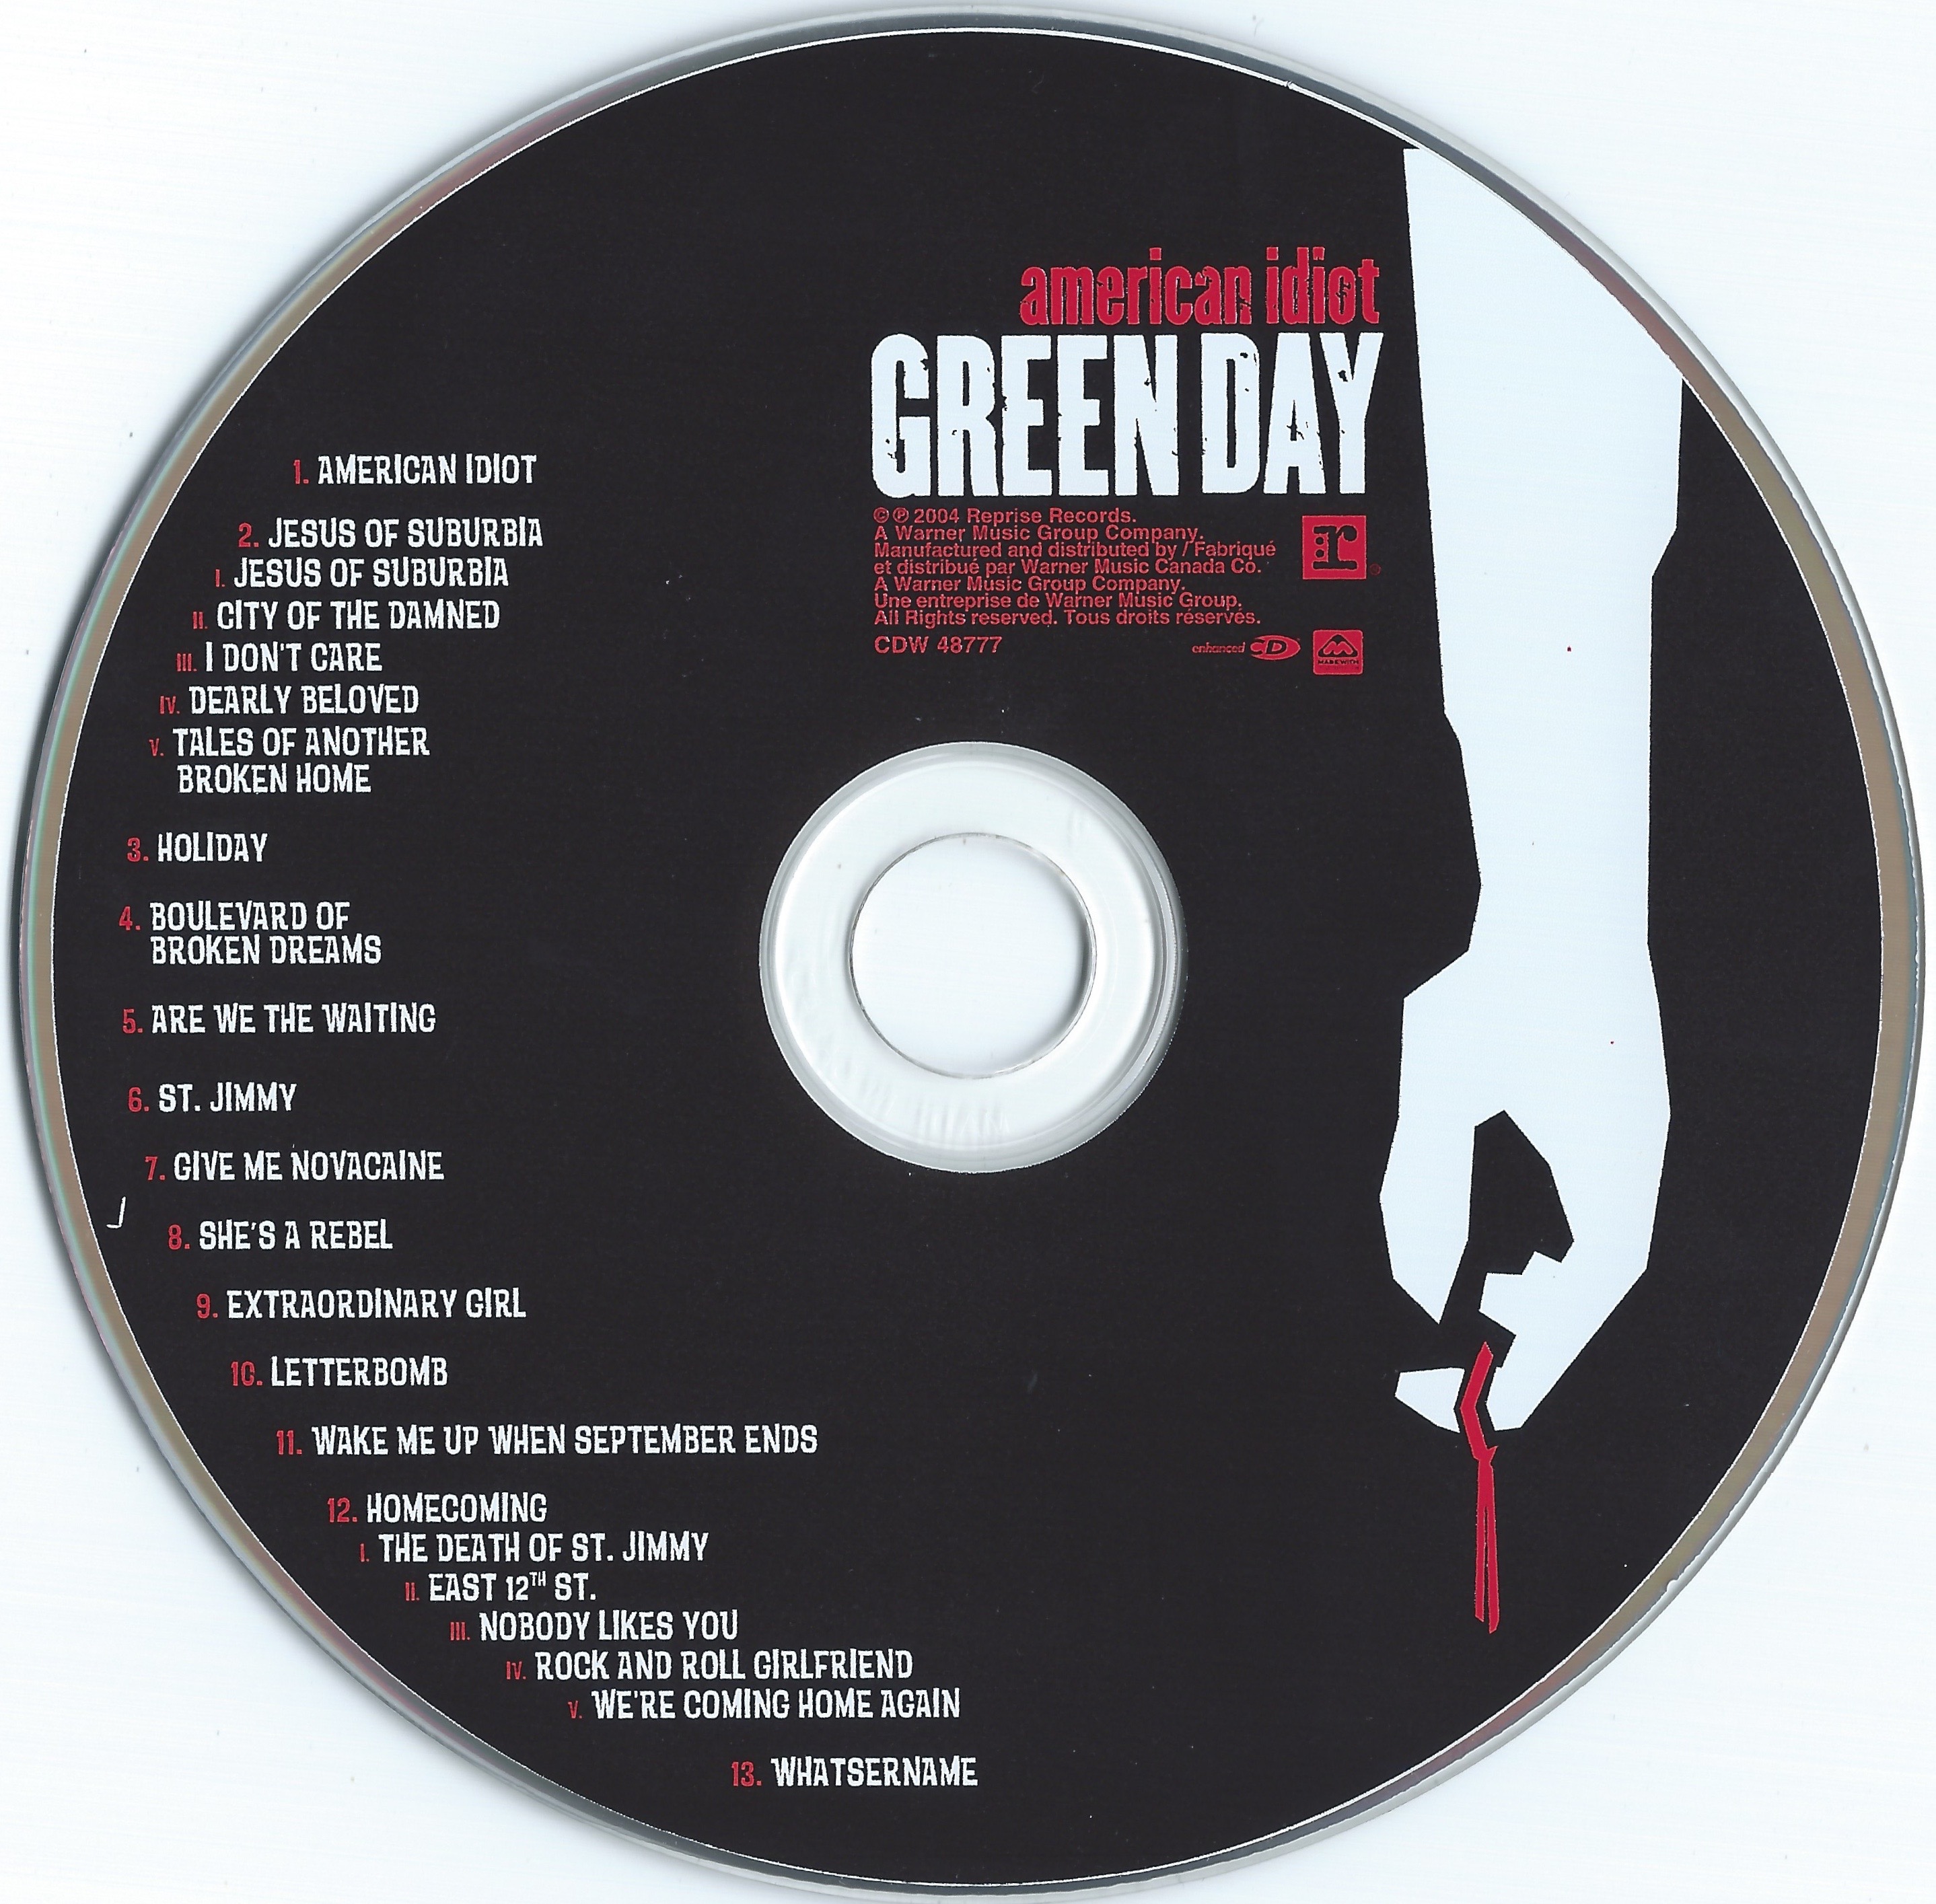 american idiot
GREEN DAY
© ℗ 2004 Reprise Records.
A Warner Music Group Company.
Manufactured and distributed by / Fabriqué
et distribué par Warner Music Canada Co.
A Warner Music Group Company.
Une entreprise de Warner Music Group.
All Rights reserved. Tous droits réservés.
CDW 48777
r
enhanced CD
MADE WITH
1. AMERICAN IDIOT
2. JESUS OF SUBURBIA
I. JESUS OF SUBURBIA
II. CITY OF THE DAMNED
III. I DON'T CARE
IV. DEARLY BELOVED
V. TALES OF ANOTHER
BROKEN HOME
3. HOLIDAY
4. BOULEVARD OF
BROKEN DREAMS
5. ARE WE THE WAITING
6. ST. JIMMY
7. GIVE ME NOVACAINE
8. SHE'S A REBEL
9. EXTRAORDINARY GIRL
10. LETTERBOMB
11. WAKE ME UP WHEN SEPTEMBER ENDS
12. HOMECOMING
I. THE DEATH OF ST. JIMMY
II. EAST 12TH ST.
III. NOBODY LIKES YOU
IV. ROCK AND ROLL GIRLFRIEND
V. WE'RE COMING HOME AGAIN
13. WHATSERNAME